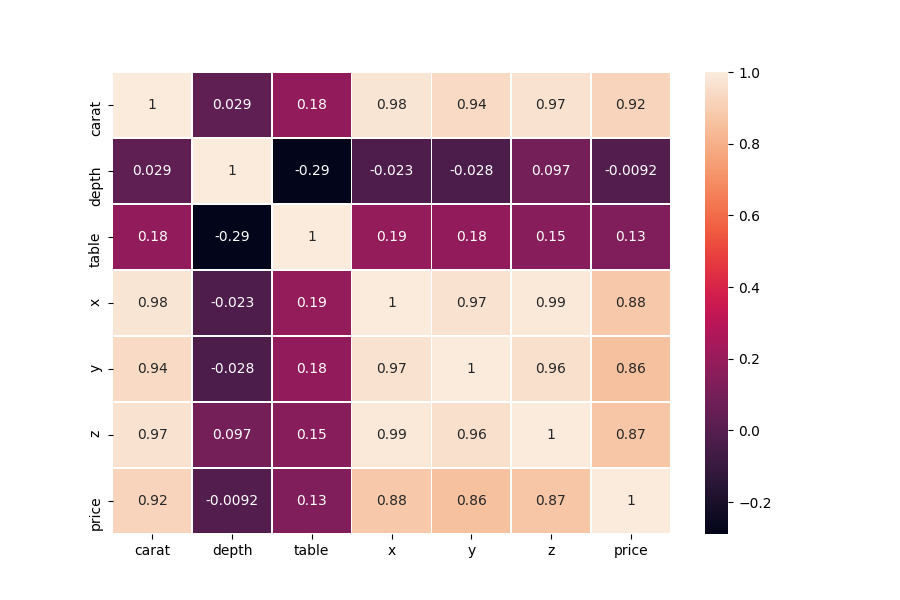 carat 1 0.029 0.18 0.98 0.94 0.97 0.92
depth 0.029 1 -0.29 -0.023 -0.028 0.097 -0.0092
table 0.18 -0.29 1 0.19 0.18 0.15 0.13
x 0.98 -0.023 0.19 1 0.97 0.99 0.88
y 0.94 -0.028 0.18 0.97 1 0.96 0.86
z 0.97 0.097 0.15 0.99 0.96 1 0.87
price 0.92 -0.0092 0.13 0.88 0.86 0.87 1
carat depth table x y z price
1.0
0.8
0.6
0.4
0.2
0.0
−0.2